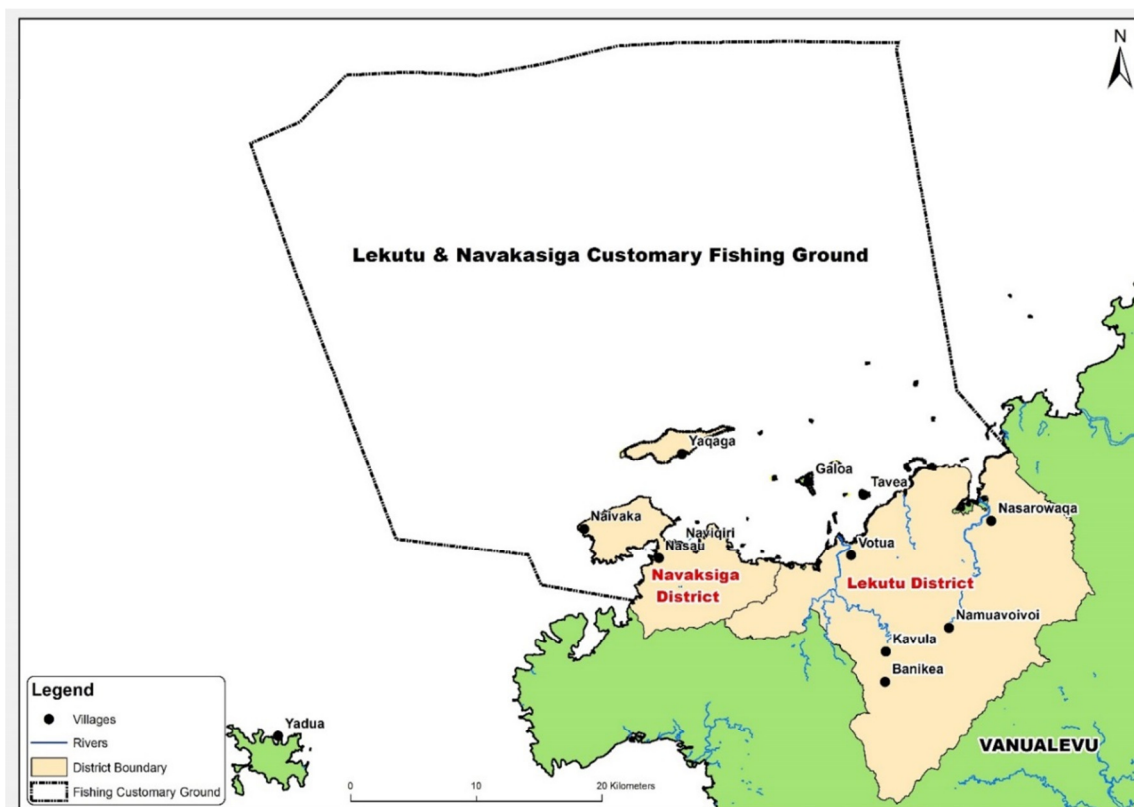 N
Lekutu & Navakasiga Customary Fishing Ground
Yaqaga
Galoa
Tavea
Naivaka
Naviqiri
Nasau
Nasarowaqa
Votua
Navaksiga
District
Lekutu District
Namuavoivoi
Kavula
Banikea
Legend
Villages
Rivers
District Boundary
Fishing Customary Ground
Yadua
VANUALEVU
0 10 20 Kilometers